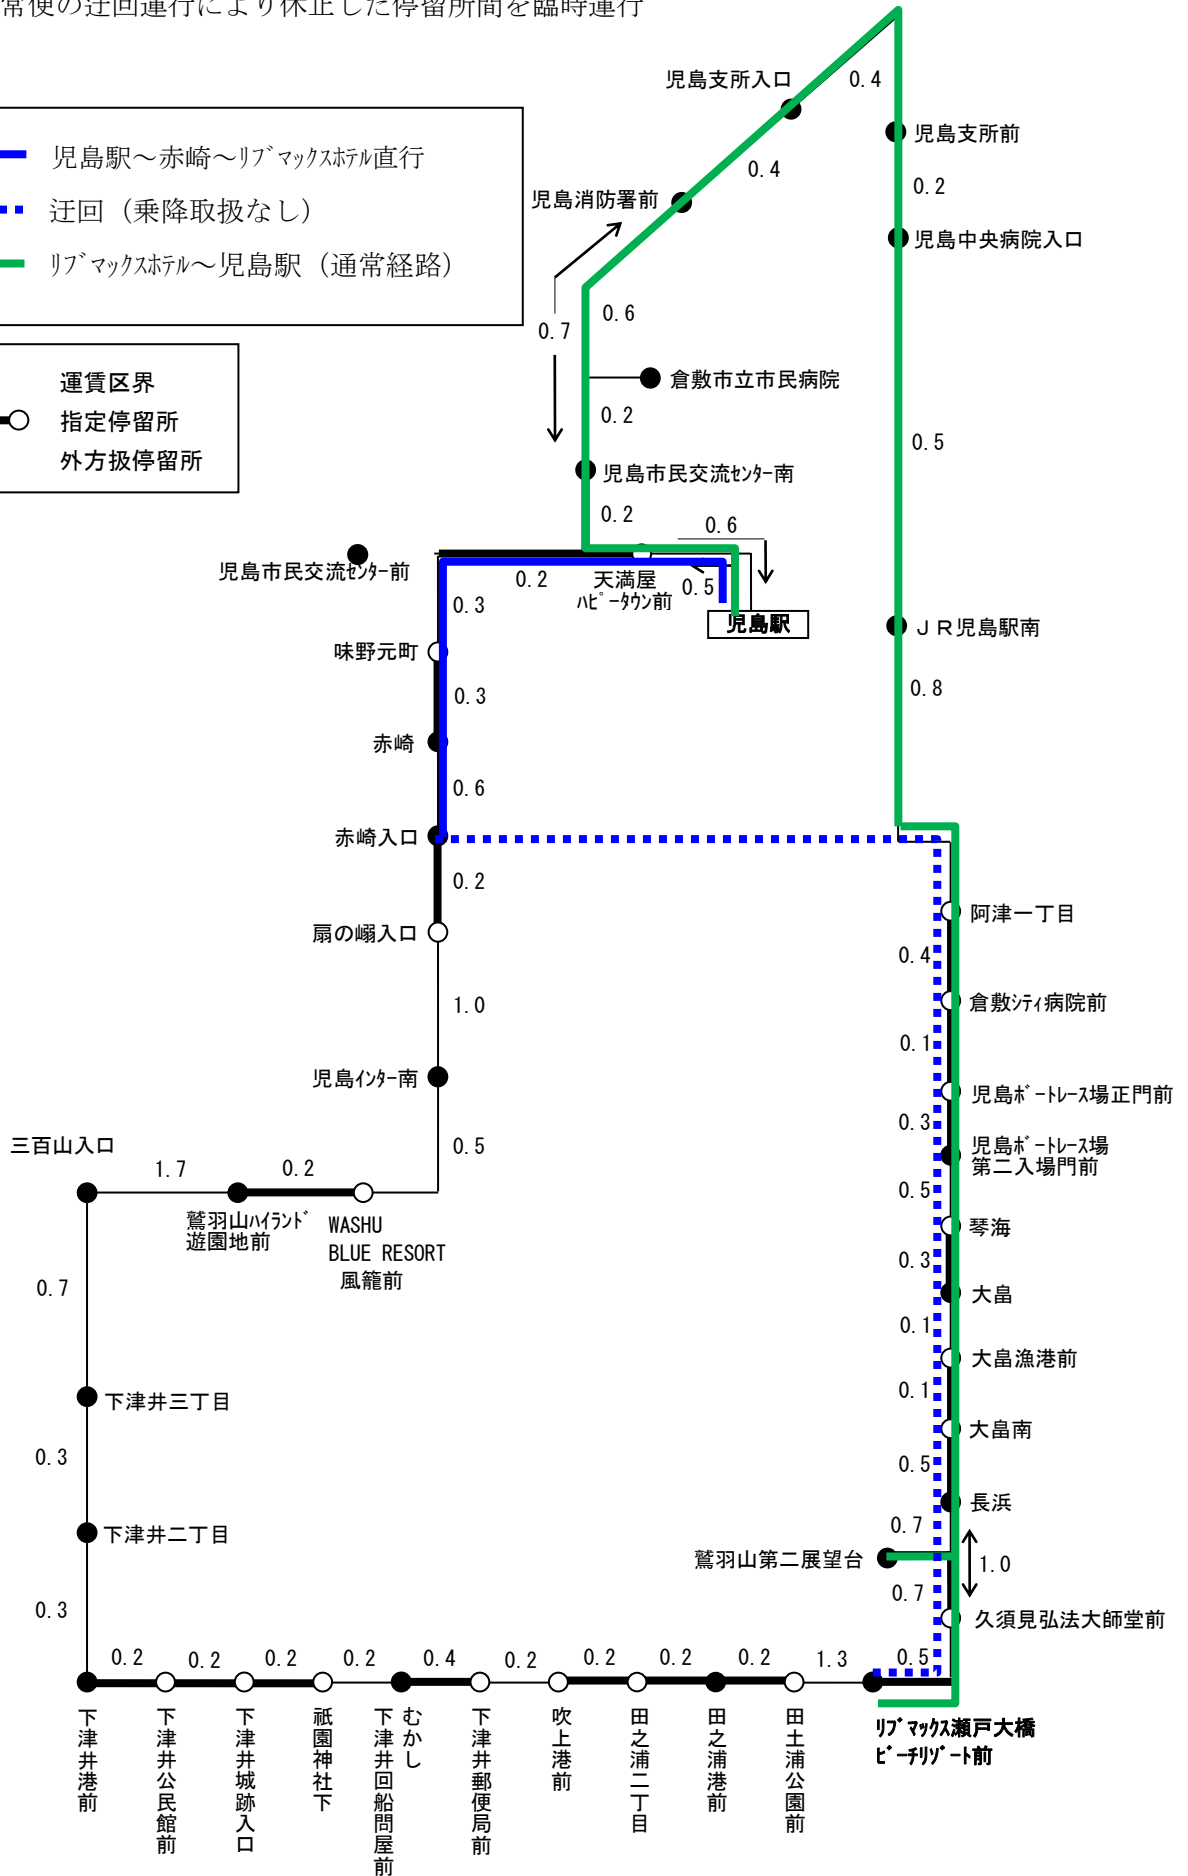 常便の迂回運行により休止した停留所間を臨時運行
児島駅～赤崎～ﾘﾌﾞﾏｯｸｽﾎﾃﾙ直行
迂回（乗降取扱なし）
ﾘﾌﾞﾏｯｸｽﾎﾃﾙ～児島駅（通常経路）
運賃区界
指定停留所
外方扱停留所
児島支所入口
0.4
児島支所前
0.4
0.2
児島消防署前
児島中央病院入口
0.6
0.7
倉敷市立市民病院
0.2
0.5
児島市民交流ｾﾝﾀｰ南
0.2
0.6
児島市民交流ｾﾝﾀｰ前
0.2
天満屋
ﾊﾋﾟｰﾀｳﾝ前
0.5
0.3
児島駅
ＪＲ児島駅南
味野元町
0.3
0.8
赤崎
0.6
赤崎入口
0.2
阿津一丁目
扇の嶹入口
0.4
1.0
倉敷ｼﾃｨ病院前
0.1
児島ｲﾝﾀｰ南
児島ﾎﾞｰﾄﾚｰｽ場正門前
0.3
三百山入口
0.5
児島ﾎﾞｰﾄﾚｰｽ場
第二入場門前
1.7
0.2
0.5
鷲羽山ﾊｲﾗﾝﾄﾞ
遊園地前
WASHU
BLUE RESORT
風籠前
琴海
0.3
0.7
大畠
0.1
大畠漁港前
0.1
下津井三丁目
大畠南
0.3
0.5
長浜
下津井二丁目
0.7
鷲羽山第二展望台
1.0
0.7
0.3
久須見弘法大師堂前
0.2
0.2
0.2
0.2
0.4
0.2
0.2
0.2
0.2
1.3
0.5
下津井港前
下津井公民館前
下津井城跡入口
祇園神社下
むかし
下津井回船問屋前
下津井郵便局前
吹上港前
田之浦二丁目
田之浦港前
田土浦公園前
ﾘﾌﾞﾏｯｸｽ瀬戸大橋
ﾋﾞｰﾁﾘｿﾞｰﾄ前